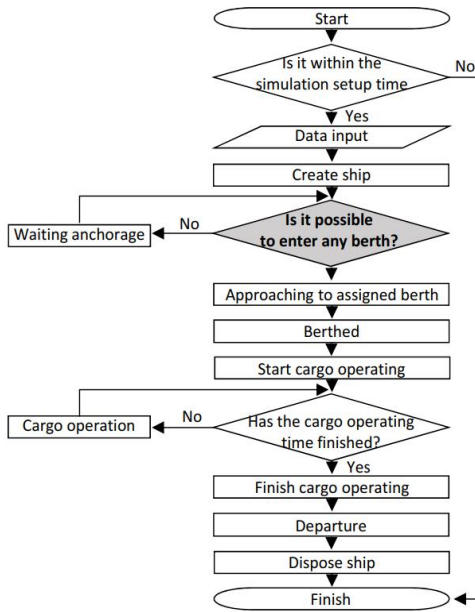 Start
Is it within the
simulation setup time
No
Yes
Data input
Create ship
Is it possible
to enter any berth?
No
Waiting anchorage
Approaching to assigned berth
Berthed
Start cargo operating
Has the cargo operating
time finished?
No
Cargo operation
Yes
Finish cargo operating
Departure
Dispose ship
Finish